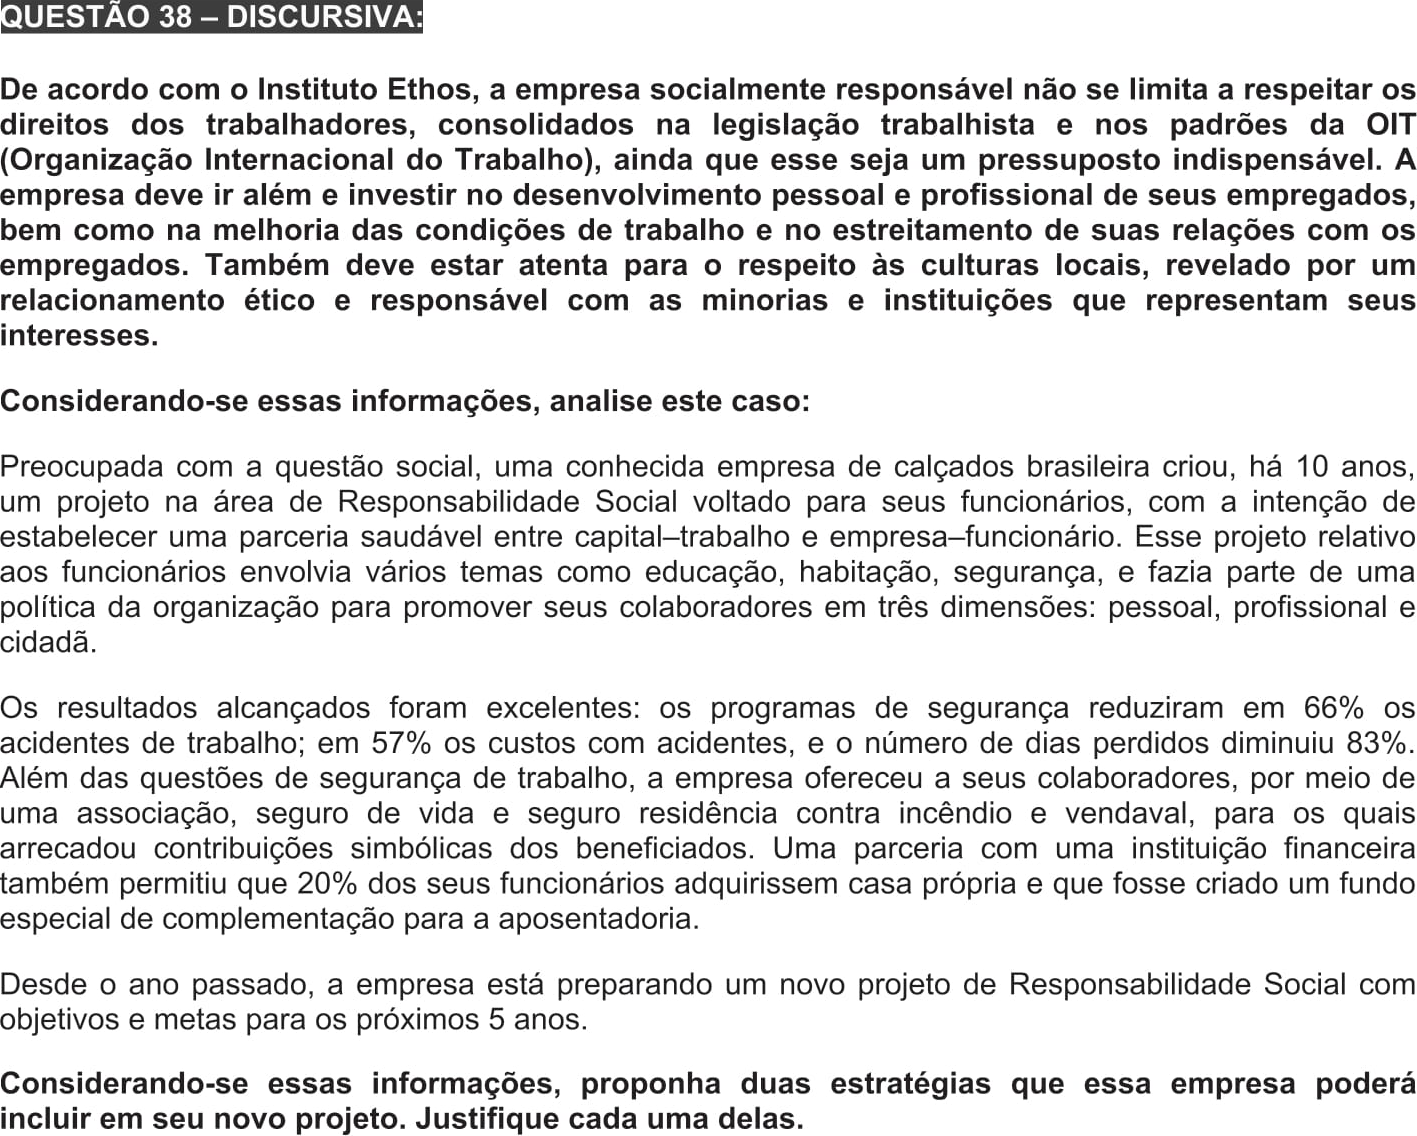 QUESTÃO 38 – DISCURSIVA:
De acordo com o Instituto Ethos, a empresa socialmente responsável não se limita a respeitar os
direitos dos trabalhadores, consolidados na legislação trabalhista e nos padrões da OIT
(Organização Internacional do Trabalho), ainda que esse seja um pressuposto indispensável. A
empresa deve ir além e investir no desenvolvimento pessoal e profissional de seus empregados,
bem como na melhoria das condições de trabalho e no estreitamento de suas relações com os
empregados. Também deve estar atenta para o respeito às culturas locais, revelado por um
relacionamento ético e responsável com as minorias e instituições que representam seus
interesses.
Considerando-se essas informações, analise este caso:
Preocupada com a questão social, uma conhecida empresa de calçados brasileira criou, há 10 anos,
um projeto na área de Responsabilidade Social voltado para seus funcionários, com a intenção de
estabelecer uma parceria saudável entre capital–trabalho e empresa–funcionário. Esse projeto relativo
aos funcionários envolvia vários temas como educação, habitação, segurança, e fazia parte de uma
política da organização para promover seus colaboradores em três dimensões: pessoal, profissional e
cidadã.
Os resultados alcançados foram excelentes: os programas de segurança reduziram em 66% os
acidentes de trabalho; em 57% os custos com acidentes, e o número de dias perdidos diminuiu 83%.
Além das questões de segurança de trabalho, a empresa ofereceu a seus colaboradores, por meio de
uma associação, seguro de vida e seguro residência contra incêndio e vendaval, para os quais
arrecadou contribuições simbólicas dos beneficiados. Uma parceria com uma instituição financeira
também permitiu que 20% dos seus funcionários adquirissem casa própria e que fosse criado um fundo
especial de complementação para a aposentadoria.
Desde o ano passado, a empresa está preparando um novo projeto de Responsabilidade Social com
objetivos e metas para os próximos 5 anos.
Considerando-se essas informações, proponha duas estratégias que essa empresa poderá
incluir em seu novo projeto. Justifique cada uma delas.